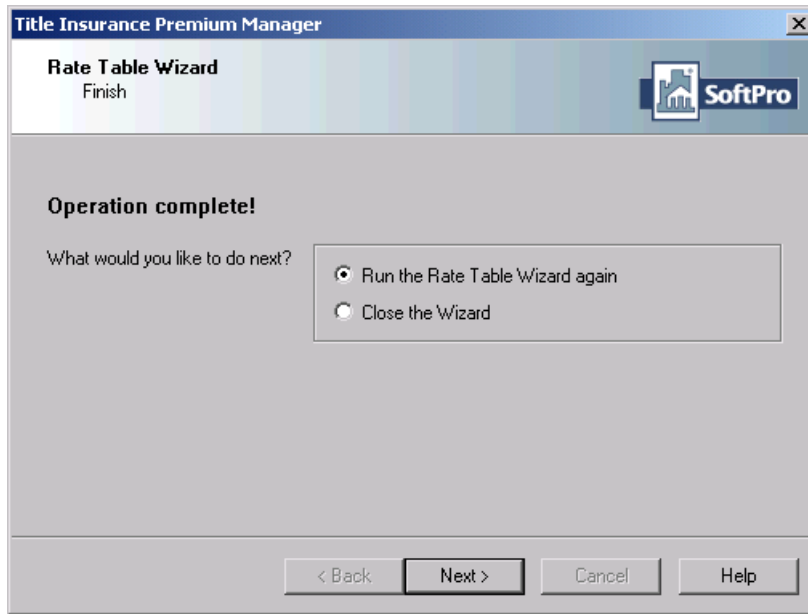 Title Insurance Premium Manager
Rate Table Wizard
Finish
SoftPro
Operation complete!
What would you like to do next?
Run the Rate Table Wizard again
Close the Wizard
< Back
Next >
Cancel
Help